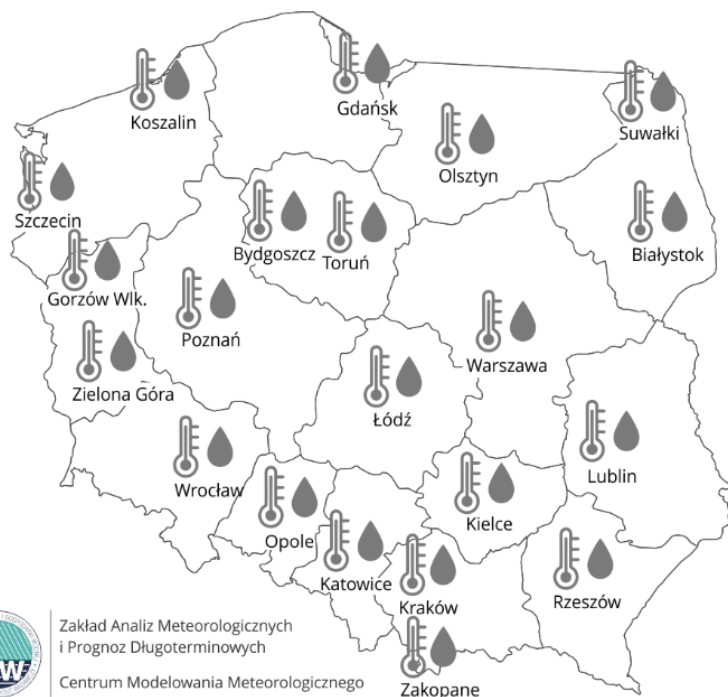 Koszalin
Gdańsk
Suwałki
Olsztyn
Szczecin
Bydgoszcz
Toruń
Białystok
Gorzów Wlk.
Poznań
Warszawa
Zielona Góra
Łódź
Lublin
Wrocław
Kielce
Opole
Katowice
Kraków
Rzeszów
Zakopane
Zakład Analiz Meteorologicznych
i Prognoz Długoterminowych
Centrum Modelowania Meteorologicznego